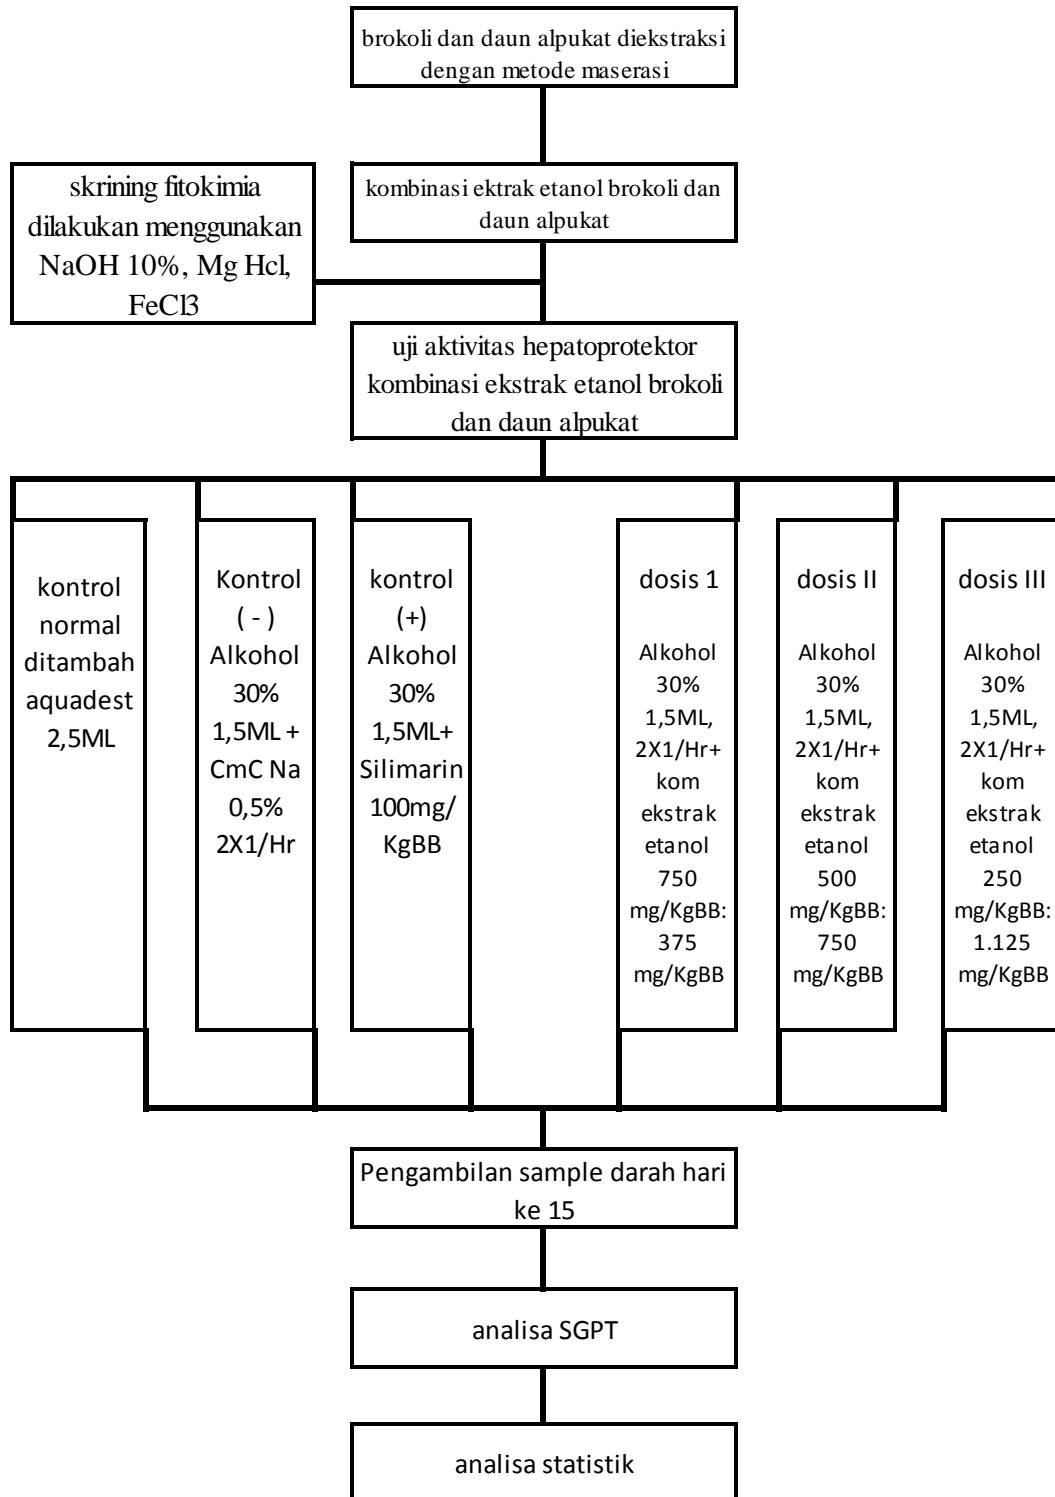 brokoli dan daun alpukat diekstraksi
dengan metode maserasi
skrining fitokimia
dilakukan menggunakan
NaOH 10%, Mg Hcl,
FeCl3
kombinasi ektrak etanol brokoli dan
daun alpukat
uji aktivitas hepatoprotektor
kombinasi ekstrak etanol brokoli
dan daun alpukat
kontrol
normal
ditambah
aquadest
2,5ML
Kontrol
( - )
Alkohol
30%
1,5ML +
CmC Na
0,5%
2X1/Hr
kontrol
(+)
Alkohol
30%
1,5ML+
Silimarin
100mg/
KgBB
dosis 1
Alkohol
30%
1,5ML,
2X1/Hr+
kom
ekstrak
etanol
750
mg/KgBB:
375
mg/KgBB
dosis II
Alkohol
30%
1,5ML,
2X1/Hr+
kom
ekstrak
etanol
500
mg/KgBB:
750
mg/KgBB
dosis III
Alkohol
30%
1,5ML,
2X1/Hr+
kom
ekstrak
etanol
250
mg/KgBB:
1.125
mg/KgBB
Pengambilan sample darah hari
ke 15
analisa SGPT
analisa statistik